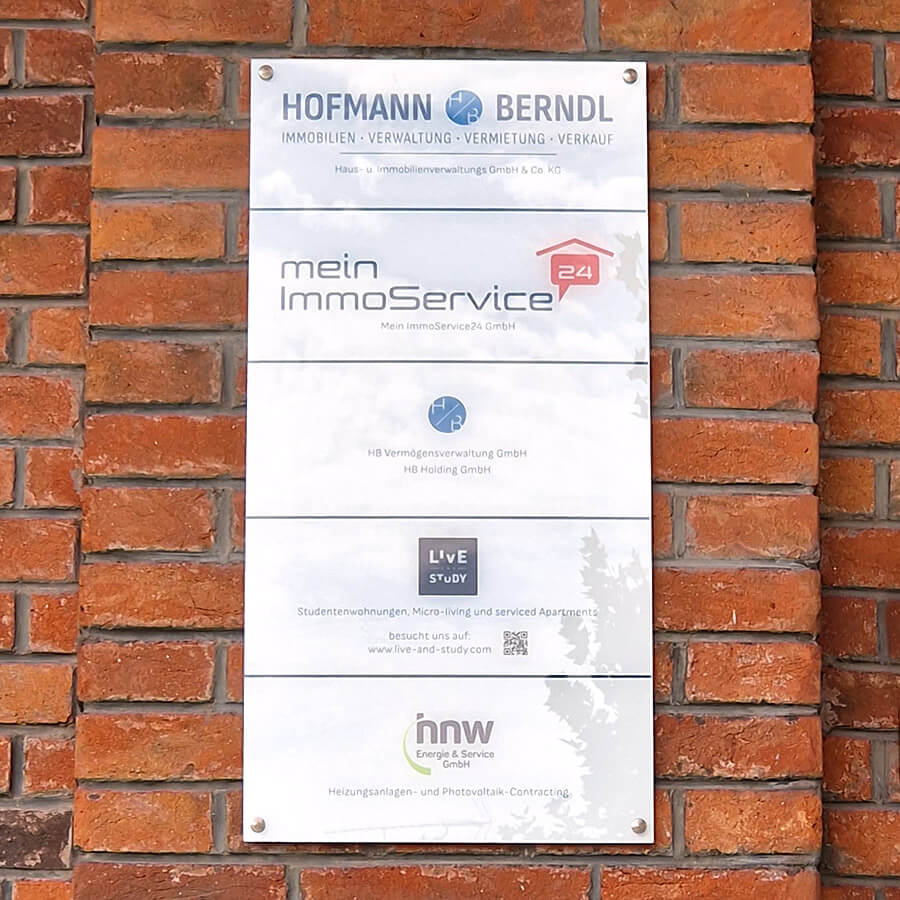 HOFMANN H/B BERNDL
IMMOBILIEN · VERWALTUNG · VERMIETUNG · VERKAUF
Haus- u. Immobilienverwaltungs GmbH & Co. KG
mein
ImmoService 24
Mein ImmoService24 GmbH
H/B
HB Vermögensverwaltung GmbH
HB Holding GmbH
LIVE
STUDY
Studentenwohnungen, Micro-living und serviced Apartments
besucht uns auf:
www.live-and-study.com
nnw
Energie & Service
GmbH
Heizungsanlagen- und Photovoltaik-Contracting